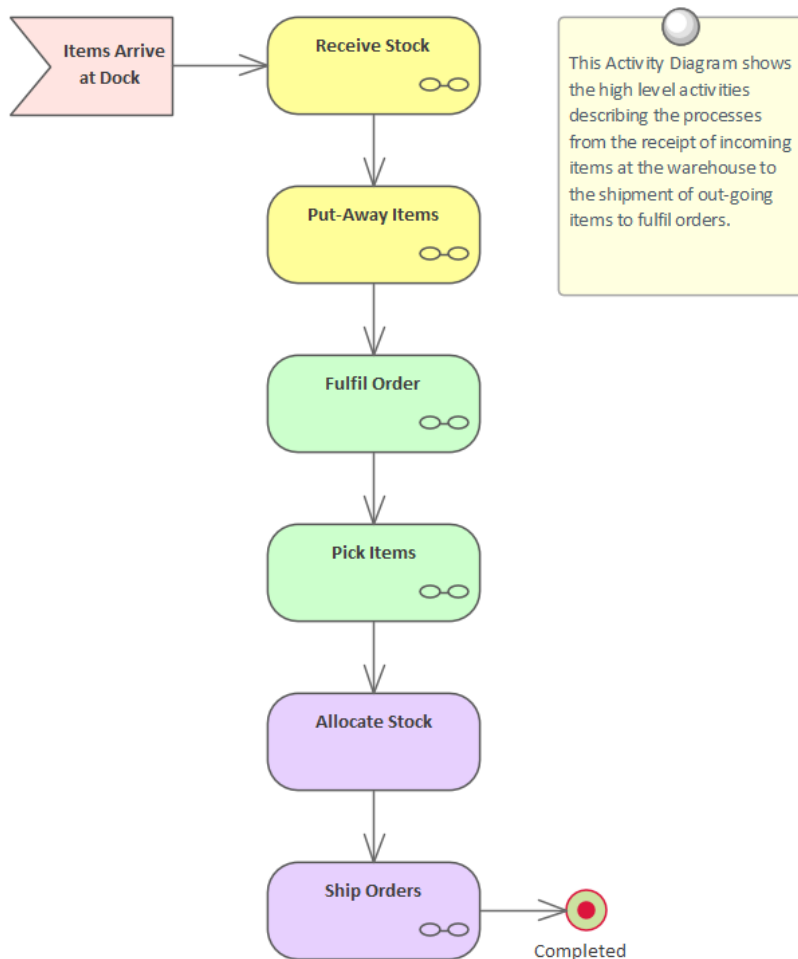 Items Arrive
at Dock
Receive Stock
This Activity Diagram shows
the high level activities
describing the processes
from the receipt of incoming
items at the warehouse to
the shipment of out-going
items to fulfil orders.
Put-Away Items
Fulfil Order
Pick Items
Allocate Stock
Ship Orders
Completed